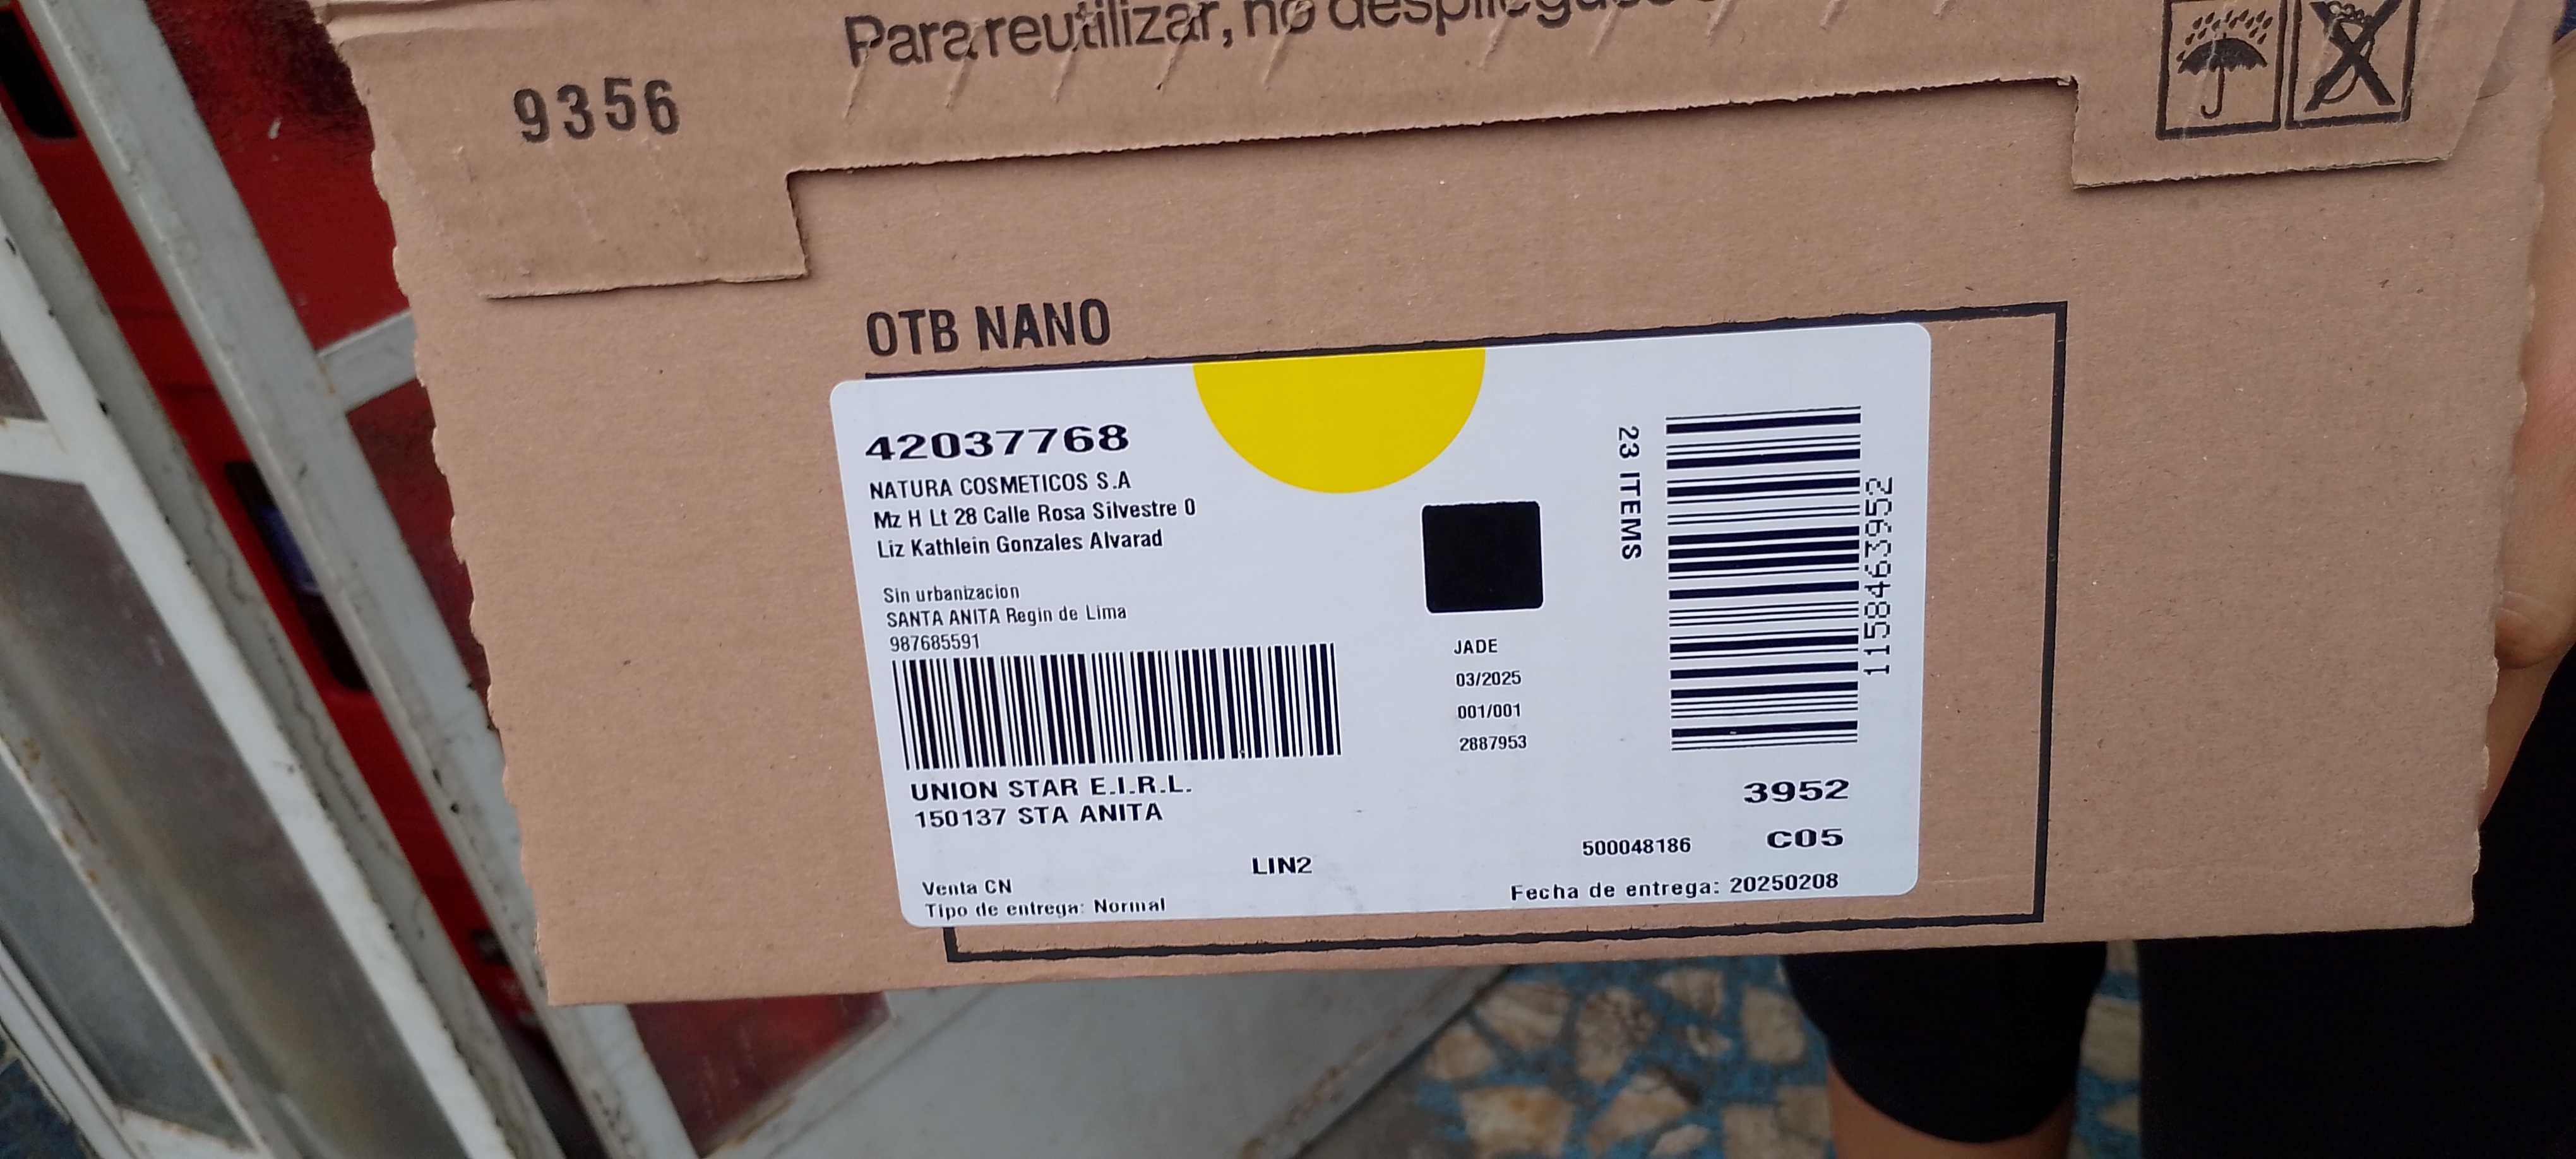 Para reutilizar, no
9356
OTB NANO
42037768
NATURA COSMETICOS S.A
Mz H Lt 28 Calle Rosa Silvestre 0
Liz Kathlein Gonzales Alvarad
Sin urbanizacion
SANTA ANITA Regin de Lima
987685591
UNION STAR E.I.R.L.
150137 STA ANITA
LIN2
Venta CN
Tipo de entrega: Normal
JADE
03/2025
001/001
2887953
23 ITEMS
11584633952
3952
500048186
C05
Fecha de entrega: 20250208